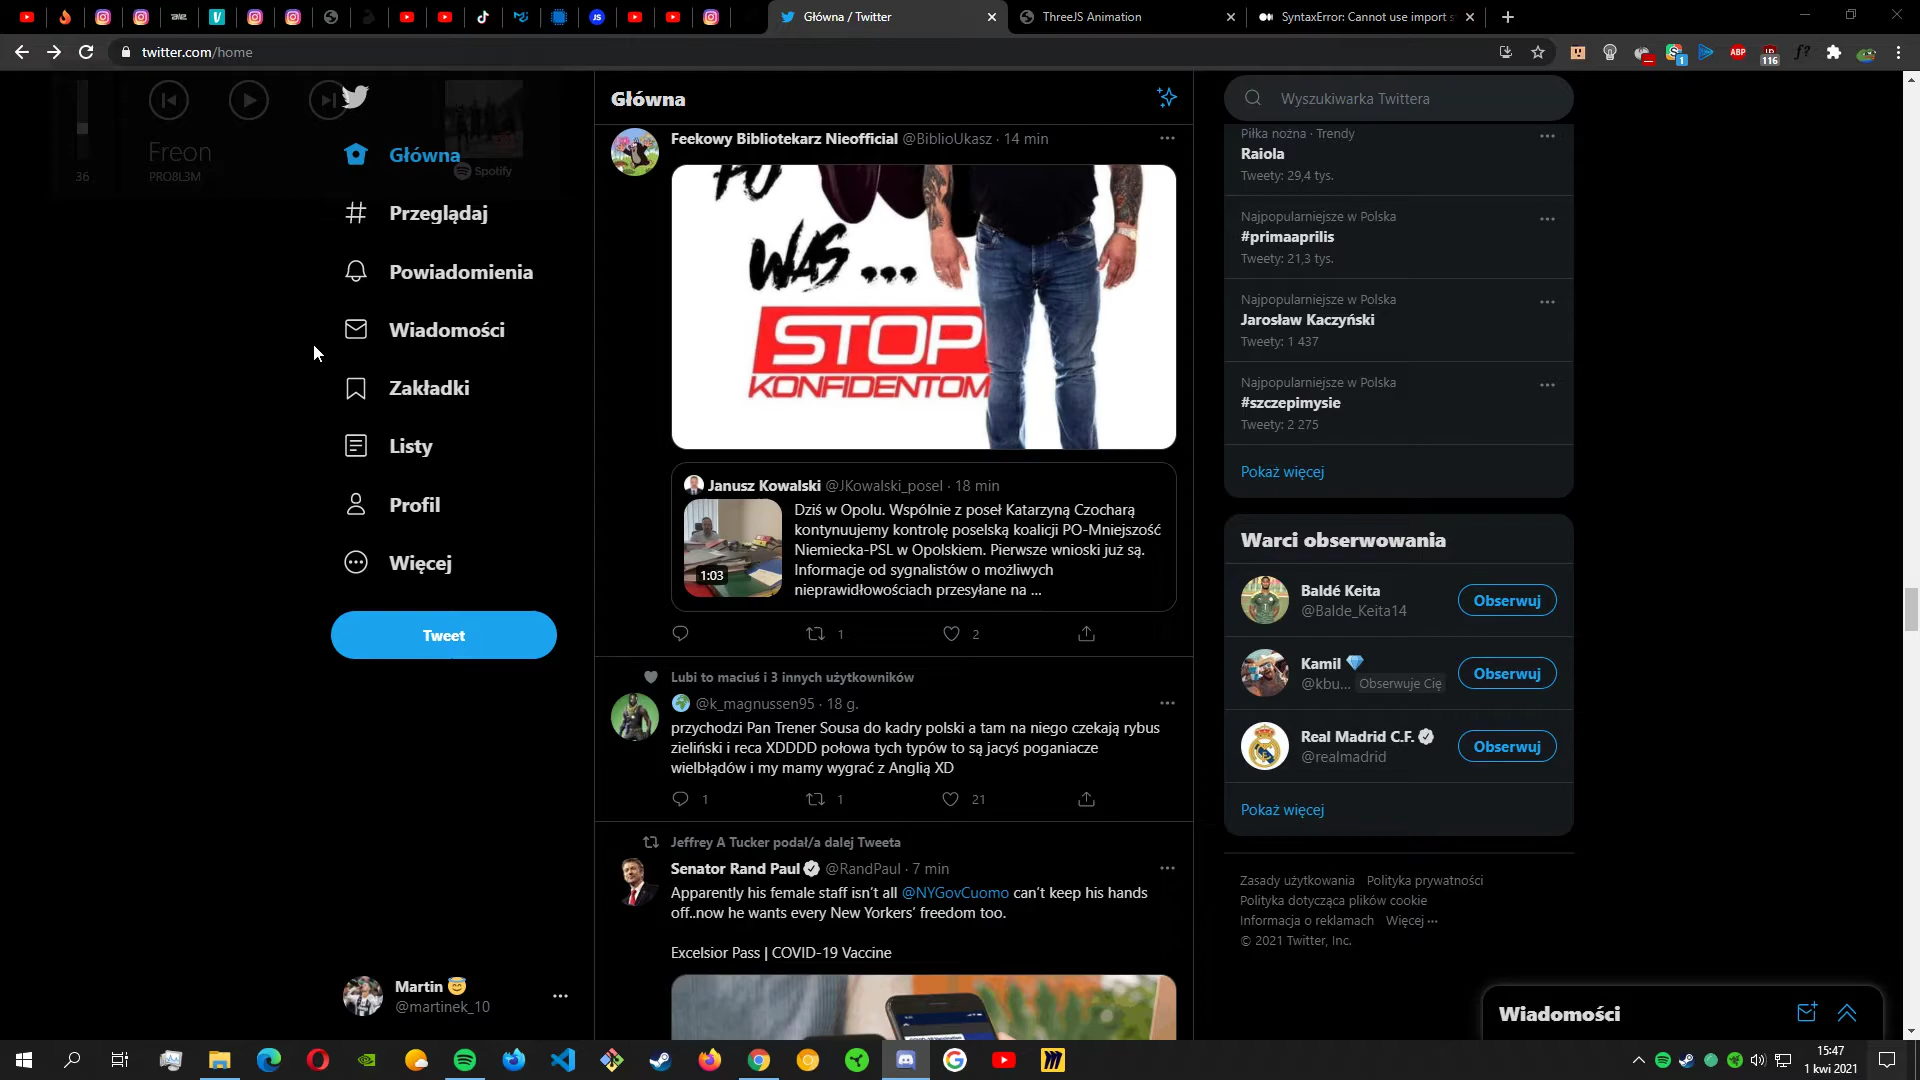 Główna / Twitter
ThreeJS Animation
SyntaxError: Cannot use import s
twitter.com/home
1
ABP
116
f?
36
Freon
PRO8L3M
Spotify
Główna
Przeglądaj
Powiadomienia
Wiadomości
Zakładki
Listy
Profil
Więcej
Tweet
Martin
@martinek_10
Główna
Feekowy Bibliotekarz Nieofficial @BiblioUkasz · 14 min
PO
WAS ...
STOP
KONFIDENTOM
Janusz Kowalski @JKowalski_posel · 18 min
Dziś w Opolu. Wspólnie z poseł Katarzyną Czocharą
kontynuujemy kontrolę poselską koalicji PO-Mniejszość
Niemiecka-PSL w Opolskiem. Pierwsze wnioski już są.
Informacje od sygnalistów o możliwych
nieprawidłowościach przesyłane na ...
1:03
1 2
Lubi to maciuś i 3 innych użytkowników
@k_magnussen95 · 18 g.
przychodzi Pan Trener Sousa do kadry polski a tam na niego czekają rybus
zieliński i reca XDDDD połowa tych typów to są jacyś poganiacze
wielbłądów i my mamy wygrać z Anglią XD
1 1 21
Jeffrey A Tucker podał/a dalej Tweeta
Senator Rand Paul @RandPaul · 7 min
Apparently his female staff isn't all @NYGovCuomo can't keep his hands
off..now he wants every New Yorkers' freedom too.
Excelsior Pass | COVID-19 Vaccine
Wyszukiwarka Twittera
Piłka nożna · Trendy
Raiola
Tweety: 29,4 tys.
Najpopularniejsze w Polska
#primaaprilis
Tweety: 21,3 tys.
Najpopularniejsze w Polska
Jarosław Kaczyński
Tweety: 1 437
Najpopularniejsze w Polska
#szczepimysie
Tweety: 2 275
Pokaż więcej
Warci obserwowania
Baldé Keita
@Balde_Keita14
Obserwuj
Kamil
@kbu... Obserwuje Cię
Obserwuj
Real Madrid C.F.
@realmadrid
Obserwuj
Pokaż więcej
Zasady użytkowania Polityka prywatności
Polityka dotycząca plików cookie
Informacja o reklamach Więcej ···
© 2021 Twitter, Inc.
Wiadomości
15:47
1 kwi 2021